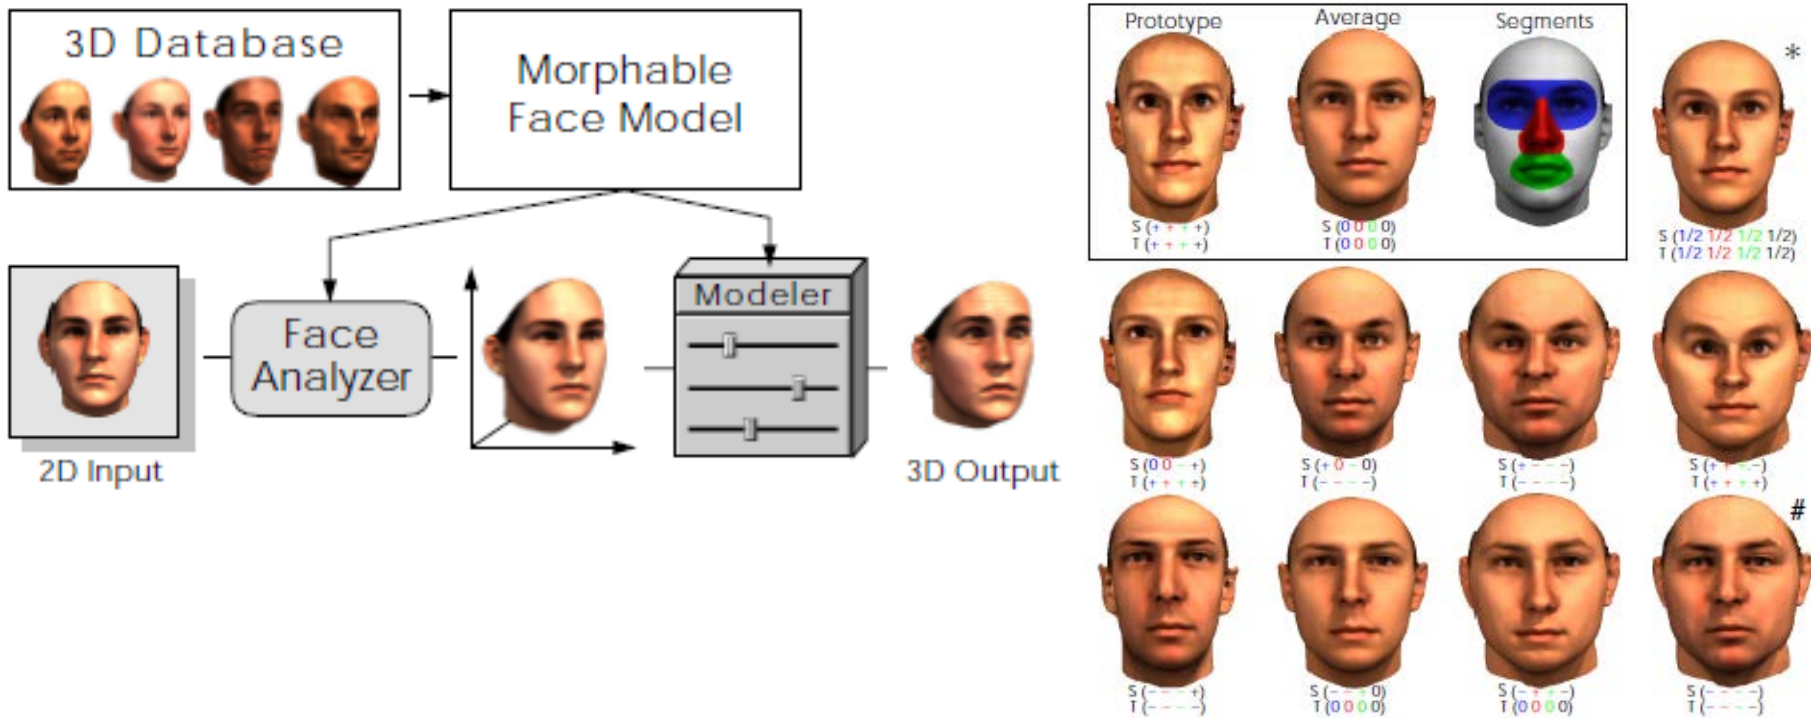 3D Database
Morphable
Face Model
Face
Analyzer
Modeler
2D Input
3D Output
Prototype
Average
Segments
*
S (+ + + +)
T (+ + + +)
S (0 0 0 0)
T (0 0 0 0)
S (1/2 1/2 1/2 1/2)
T (1/2 1/2 1/2 1/2)
S (0 0 – +)
T (+ + + +)
S (+ 0 – 0)
T (– – – –)
S (+ – – –)
T (– – – –)
S (+ + + –)
T (+ + + +)
#
S (– – – +)
T (– – – –)
S (– – + 0)
T (0 0 0 0)
S (– + + –)
T (0 0 0 0)
S (– – – –)
T (– – – –)